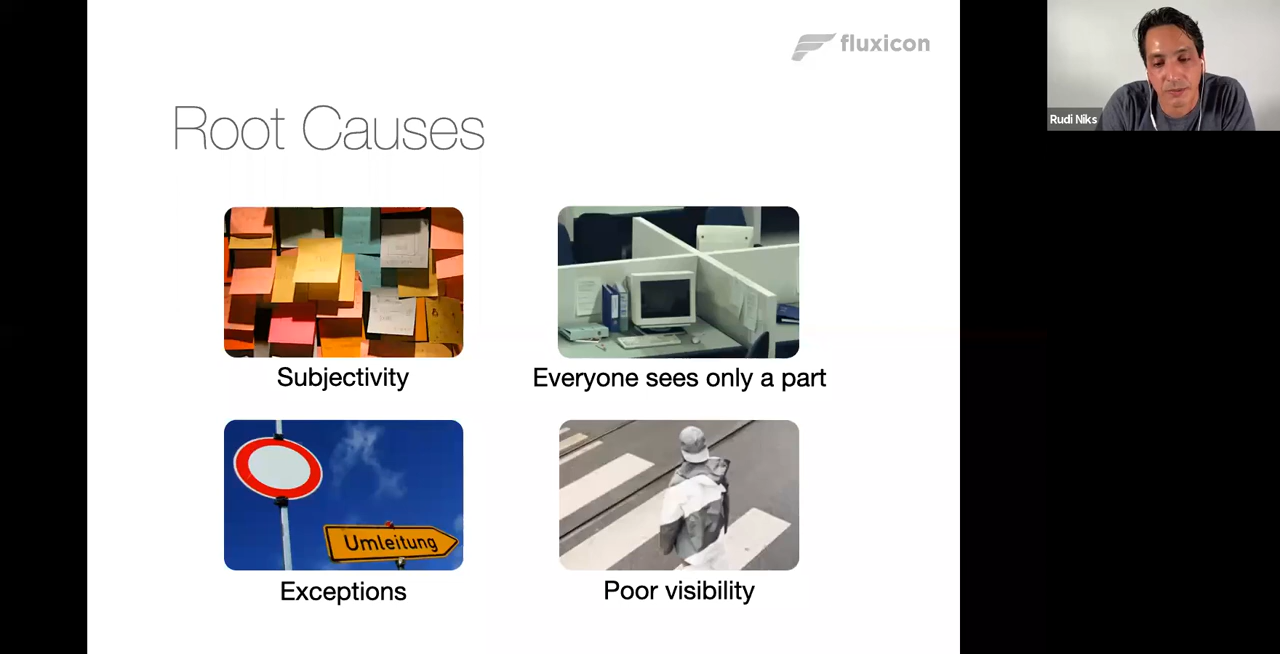 fluxicon
Rudi Niks
Root Causes
Subjectivity
Everyone sees only a part
Umleitung
Exceptions
Poor visibility